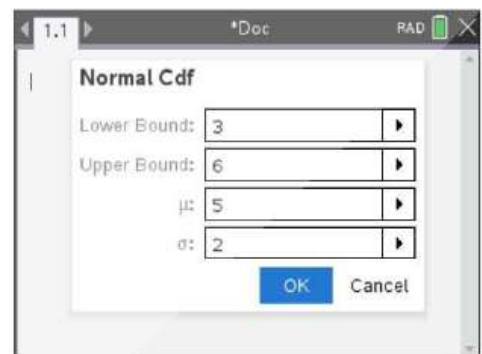 1.1 *Doc RAD
Normal Cdf
Lower Bound: 3
Upper Bound: 6
μ: 5
σ: 2
OK Cancel